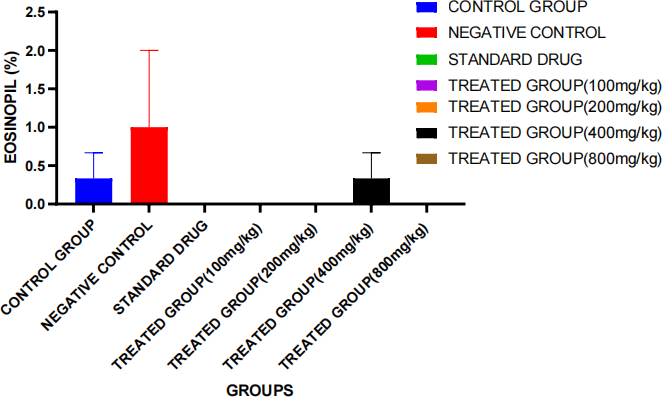 CONTROL GROUP
NEGATIVE CONTROL
STANDARD DRUG
TREATED GROUP(100mg/kg)
TREATED GROUP(200mg/kg)
TREATED GROUP(400mg/kg)
TREATED GROUP(800mg/kg)
EOSINOPIL (%)
2.5
2.0
1.5
1.0
0.5
0.0
CONTROL GROUP
NEGATIVE CONTROL
STANDARD DRUG
TREATED GROUP(100mg/kg)
TREATED GROUP(200mg/kg)
TREATED GROUP(400mg/kg)
TREATED GROUP(800mg/kg)
GROUPS